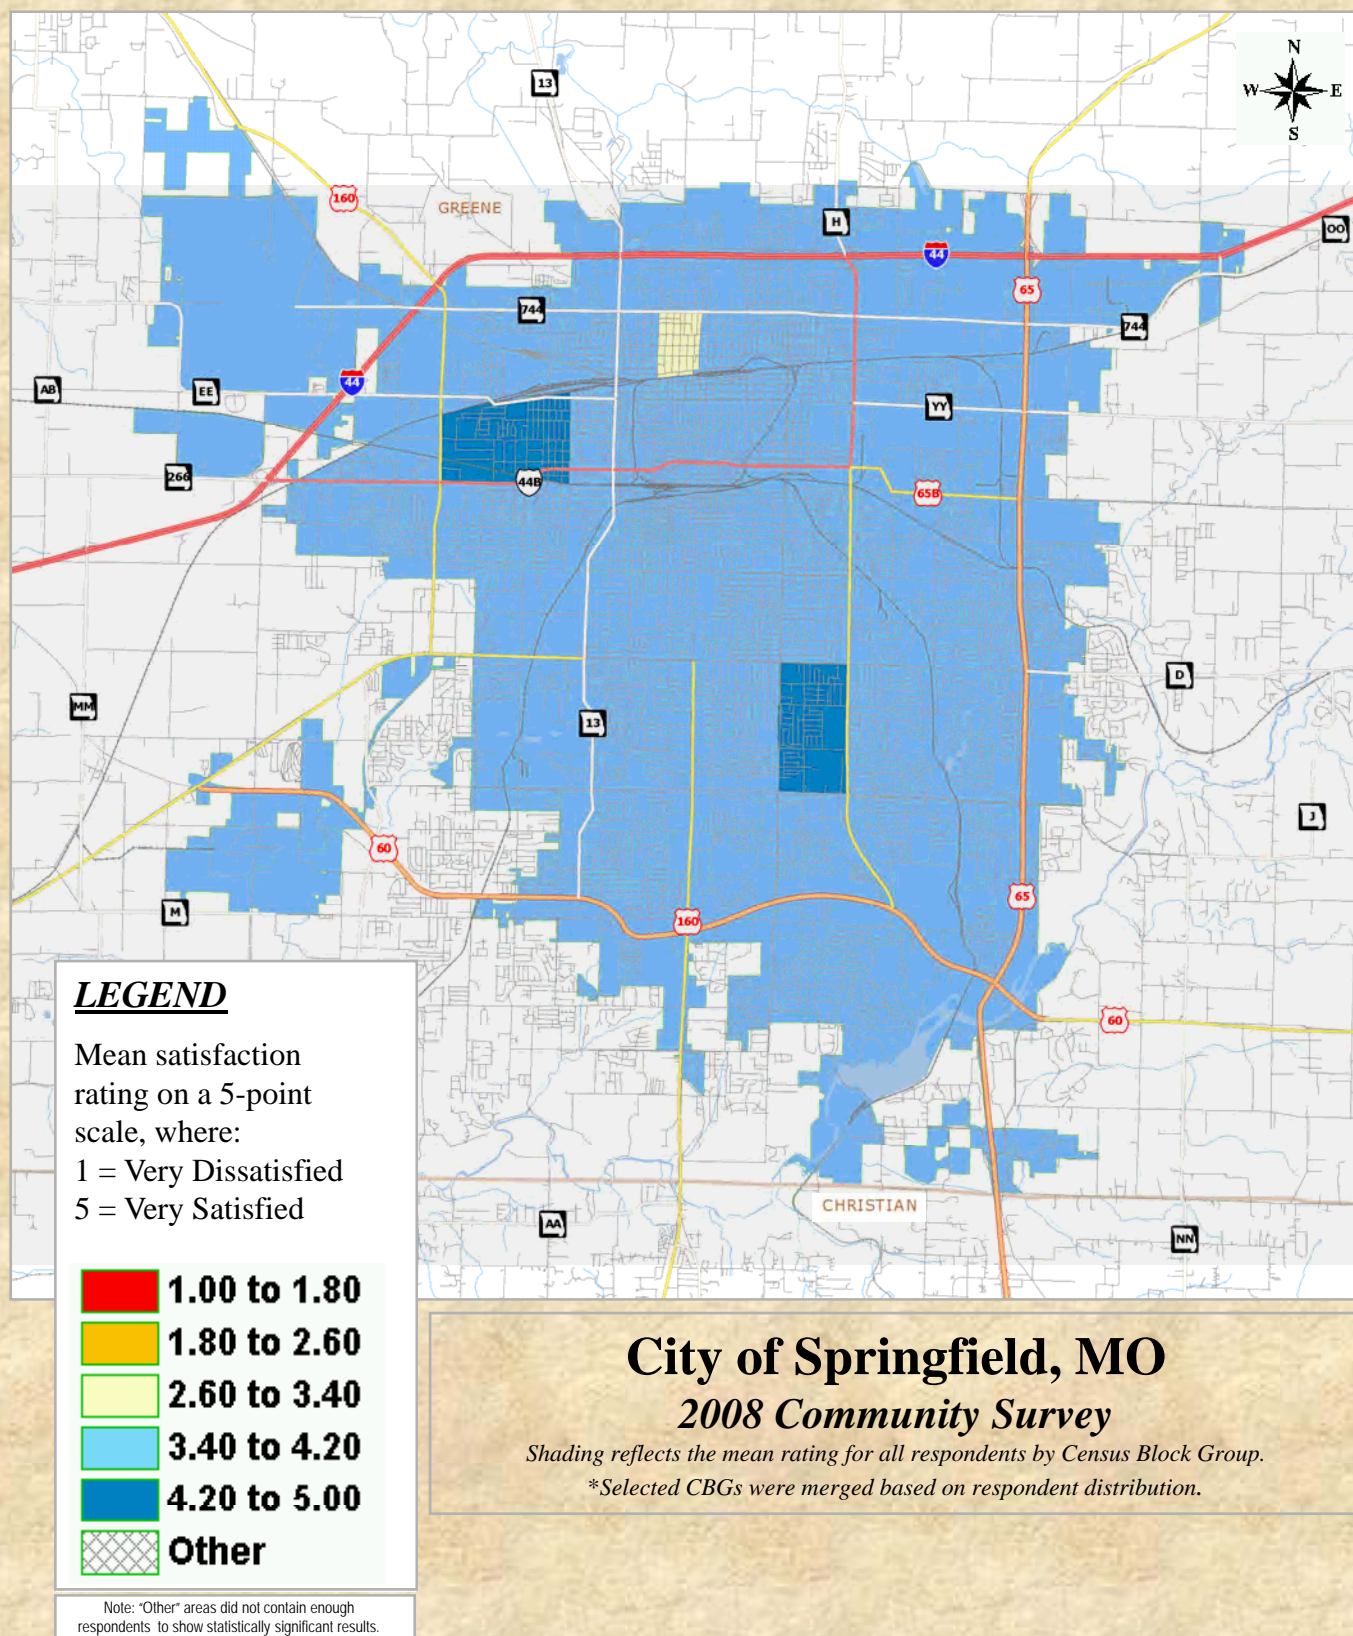 N
W E
S
13
160
GREENE
H
OO
44
65
744
744
44
AB
EE
YY
266
44B
65B
D
MM
13
J
60
65
M
160
60
CHRISTIAN
AA
NN
LEGEND
Mean satisfaction
rating on a 5-point
scale, where:
1 = Very Dissatisfied
5 = Very Satisfied
1.00 to 1.80
1.80 to 2.60
2.60 to 3.40
3.40 to 4.20
4.20 to 5.00
Other
Note: “Other” areas did not contain enough
respondents to show statistically significant results.
City of Springfield, MO
2008 Community Survey
Shading reflects the mean rating for all respondents by Census Block Group.
*Selected CBGs were merged based on respondent distribution.